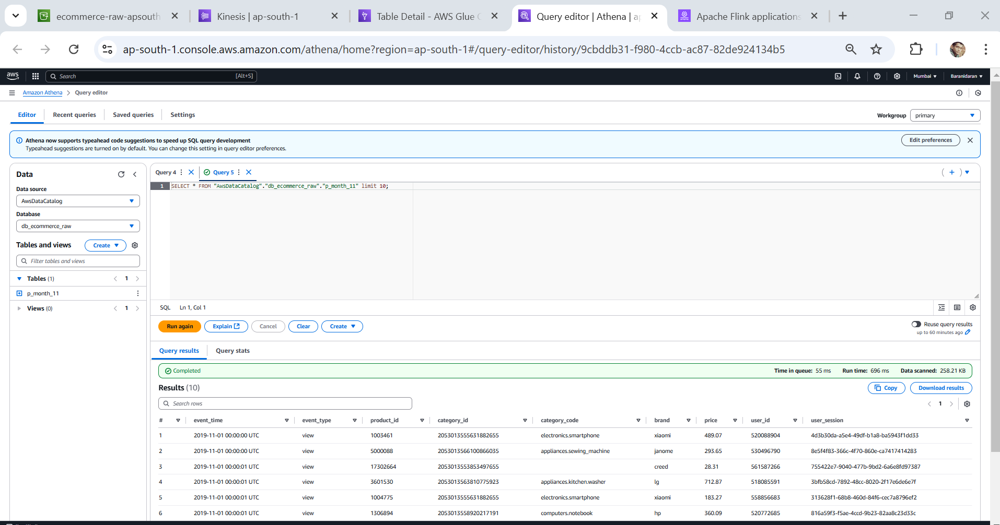 ecommerce-raw-apsouth
Kinesis | ap-south-1
Table Detail - AWS Glue C
Query editor | Athena | ap
Apache Flink applications
ap-south-1.console.aws.amazon.com/athena/home?region=ap-south-1#/query-editor/history/9cbddb31-f980-4ccb-ac87-82de924134b5
aws Search [Alt+S] Mumbai Baranidaran
Amazon Athena > Query editor
Editor Recent queries Saved queries Settings
Workgroup primary
Athena now supports typeahead code suggestions to speed up SQL query development
Typeahead suggestions are turned on by default. You can change this setting in query editor preferences.
Edit preferences
Data
Data source
AwsDataCatalog
Database
db_ecommerce_raw
Tables and views Create
Filter tables and views
Tables (1) < 1 >
p_month_11
Views (0) < 1 >
Query 4 Query 5
1 SELECT * FROM "AwsDataCatalog"."db_ecommerce_raw"."p_month_11" limit 10;
SQL Ln 1, Col 1
Run again Explain Cancel Clear Create
Reuse query results
up to 60 minutes ago
Query results Query stats
Completed Time in queue: 55 ms Run time: 696 ms Data scanned: 258.21 KB
Results (10) Copy Download results
Search rows < 1 >
# event_time event_type product_id category_id category_code brand price user_id user_session
1 2019-11-01 00:00:00 UTC view 1003461 2053013555631882655 electronics.smartphone xiaomi 489.07 520088904 4d3b30da-a5e4-49df-b1a8-ba5943f1dd33
2 2019-11-01 00:00:00 UTC view 5000088 2053013566100866035 appliances.sewing_machine janome 293.65 530496790 8e5f4f83-366c-4f70-860e-ca7417414283
3 2019-11-01 00:00:01 UTC view 17302664 2053013553853497655 creed 28.31 561587266 755422e7-9040-477b-9bd2-6a6e8fd97387
4 2019-11-01 00:00:01 UTC view 3601530 2053013563810775923 appliances.kitchen.washer lg 712.87 518085591 3bfb58cd-7892-48cc-8020-2f17e6de6e7f
5 2019-11-01 00:00:01 UTC view 1004775 2053013555631882655 electronics.smartphone xiaomi 183.27 558856683 313628f1-68b8-460d-84f6-cec7a8796ef2
6 2019-11-01 00:00:01 UTC view 1306894 2053013558920217191 computers.notebook hp 360.09 520772685 816a59f3-f5ae-4ccd-9b23-82aa8c23d33c